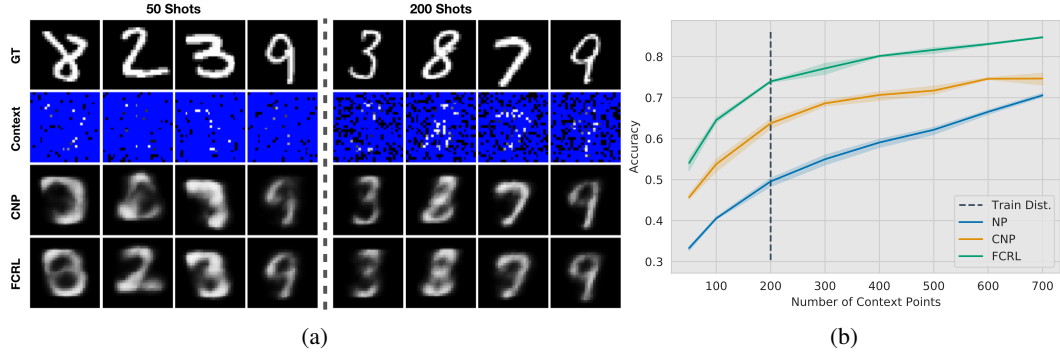 50 Shots
200 Shots
GT
Context
CNP
FCRL
(a)
Accuracy
0.8
0.7
0.6
0.5
0.4
0.3
Train Dist.
NP
CNP
FCRL
100 200 300 400 500 600 700
Number of Context Points
(b)